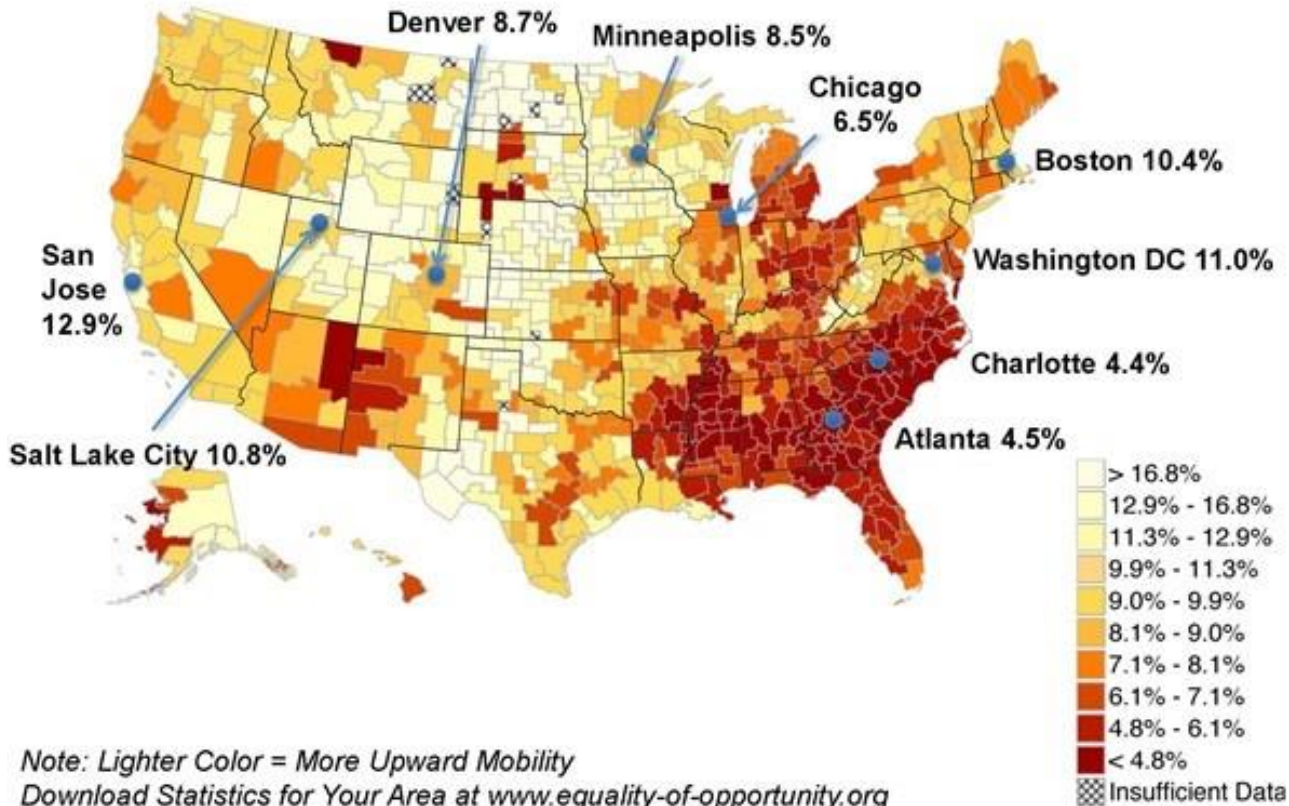 Denver 8.7%
Minneapolis 8.5%
Chicago
6.5%
Boston 10.4%
San
Jose
12.9%
Washington DC 11.0%
Charlotte 4.4%
Salt Lake City 10.8%
Atlanta 4.5%
> 16.8%
12.9% - 16.8%
11.3% - 12.9%
9.9% - 11.3%
9.0% - 9.9%
8.1% - 9.0%
7.1% - 8.1%
6.1% - 7.1%
4.8% - 6.1%
< 4.8%
Insufficient Data
Note: Lighter Color = More Upward Mobility
Download Statistics for Your Area at www.equality-of-opportunity.org